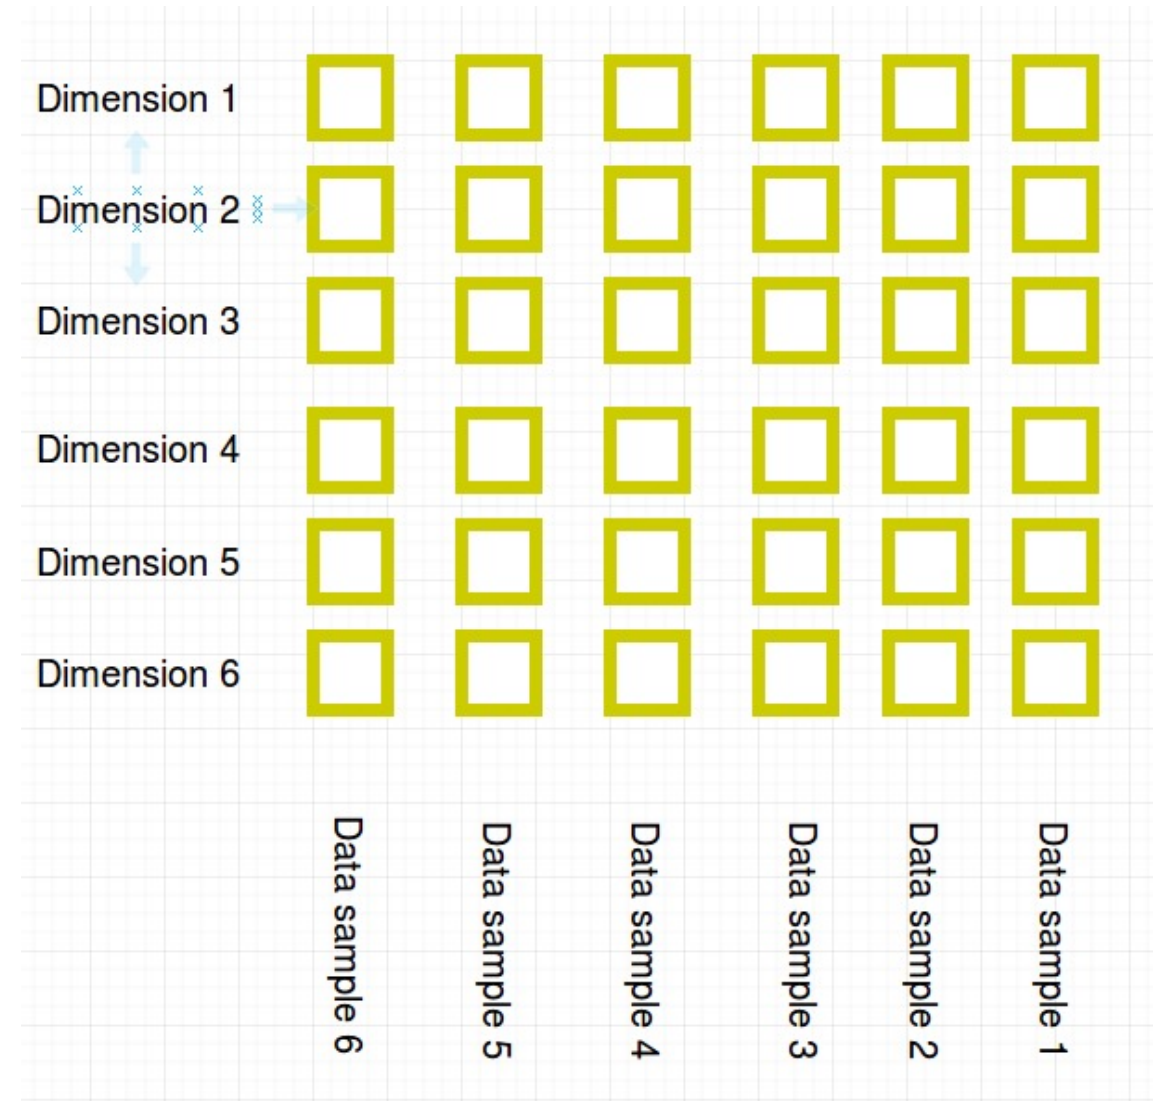 Dimension 1
Dimension 2
Dimension 3
Dimension 4
Dimension 5
Dimension 6
Data sample 6
Data sample 5
Data sample 4
Data sample 3
Data sample 2
Data sample 1